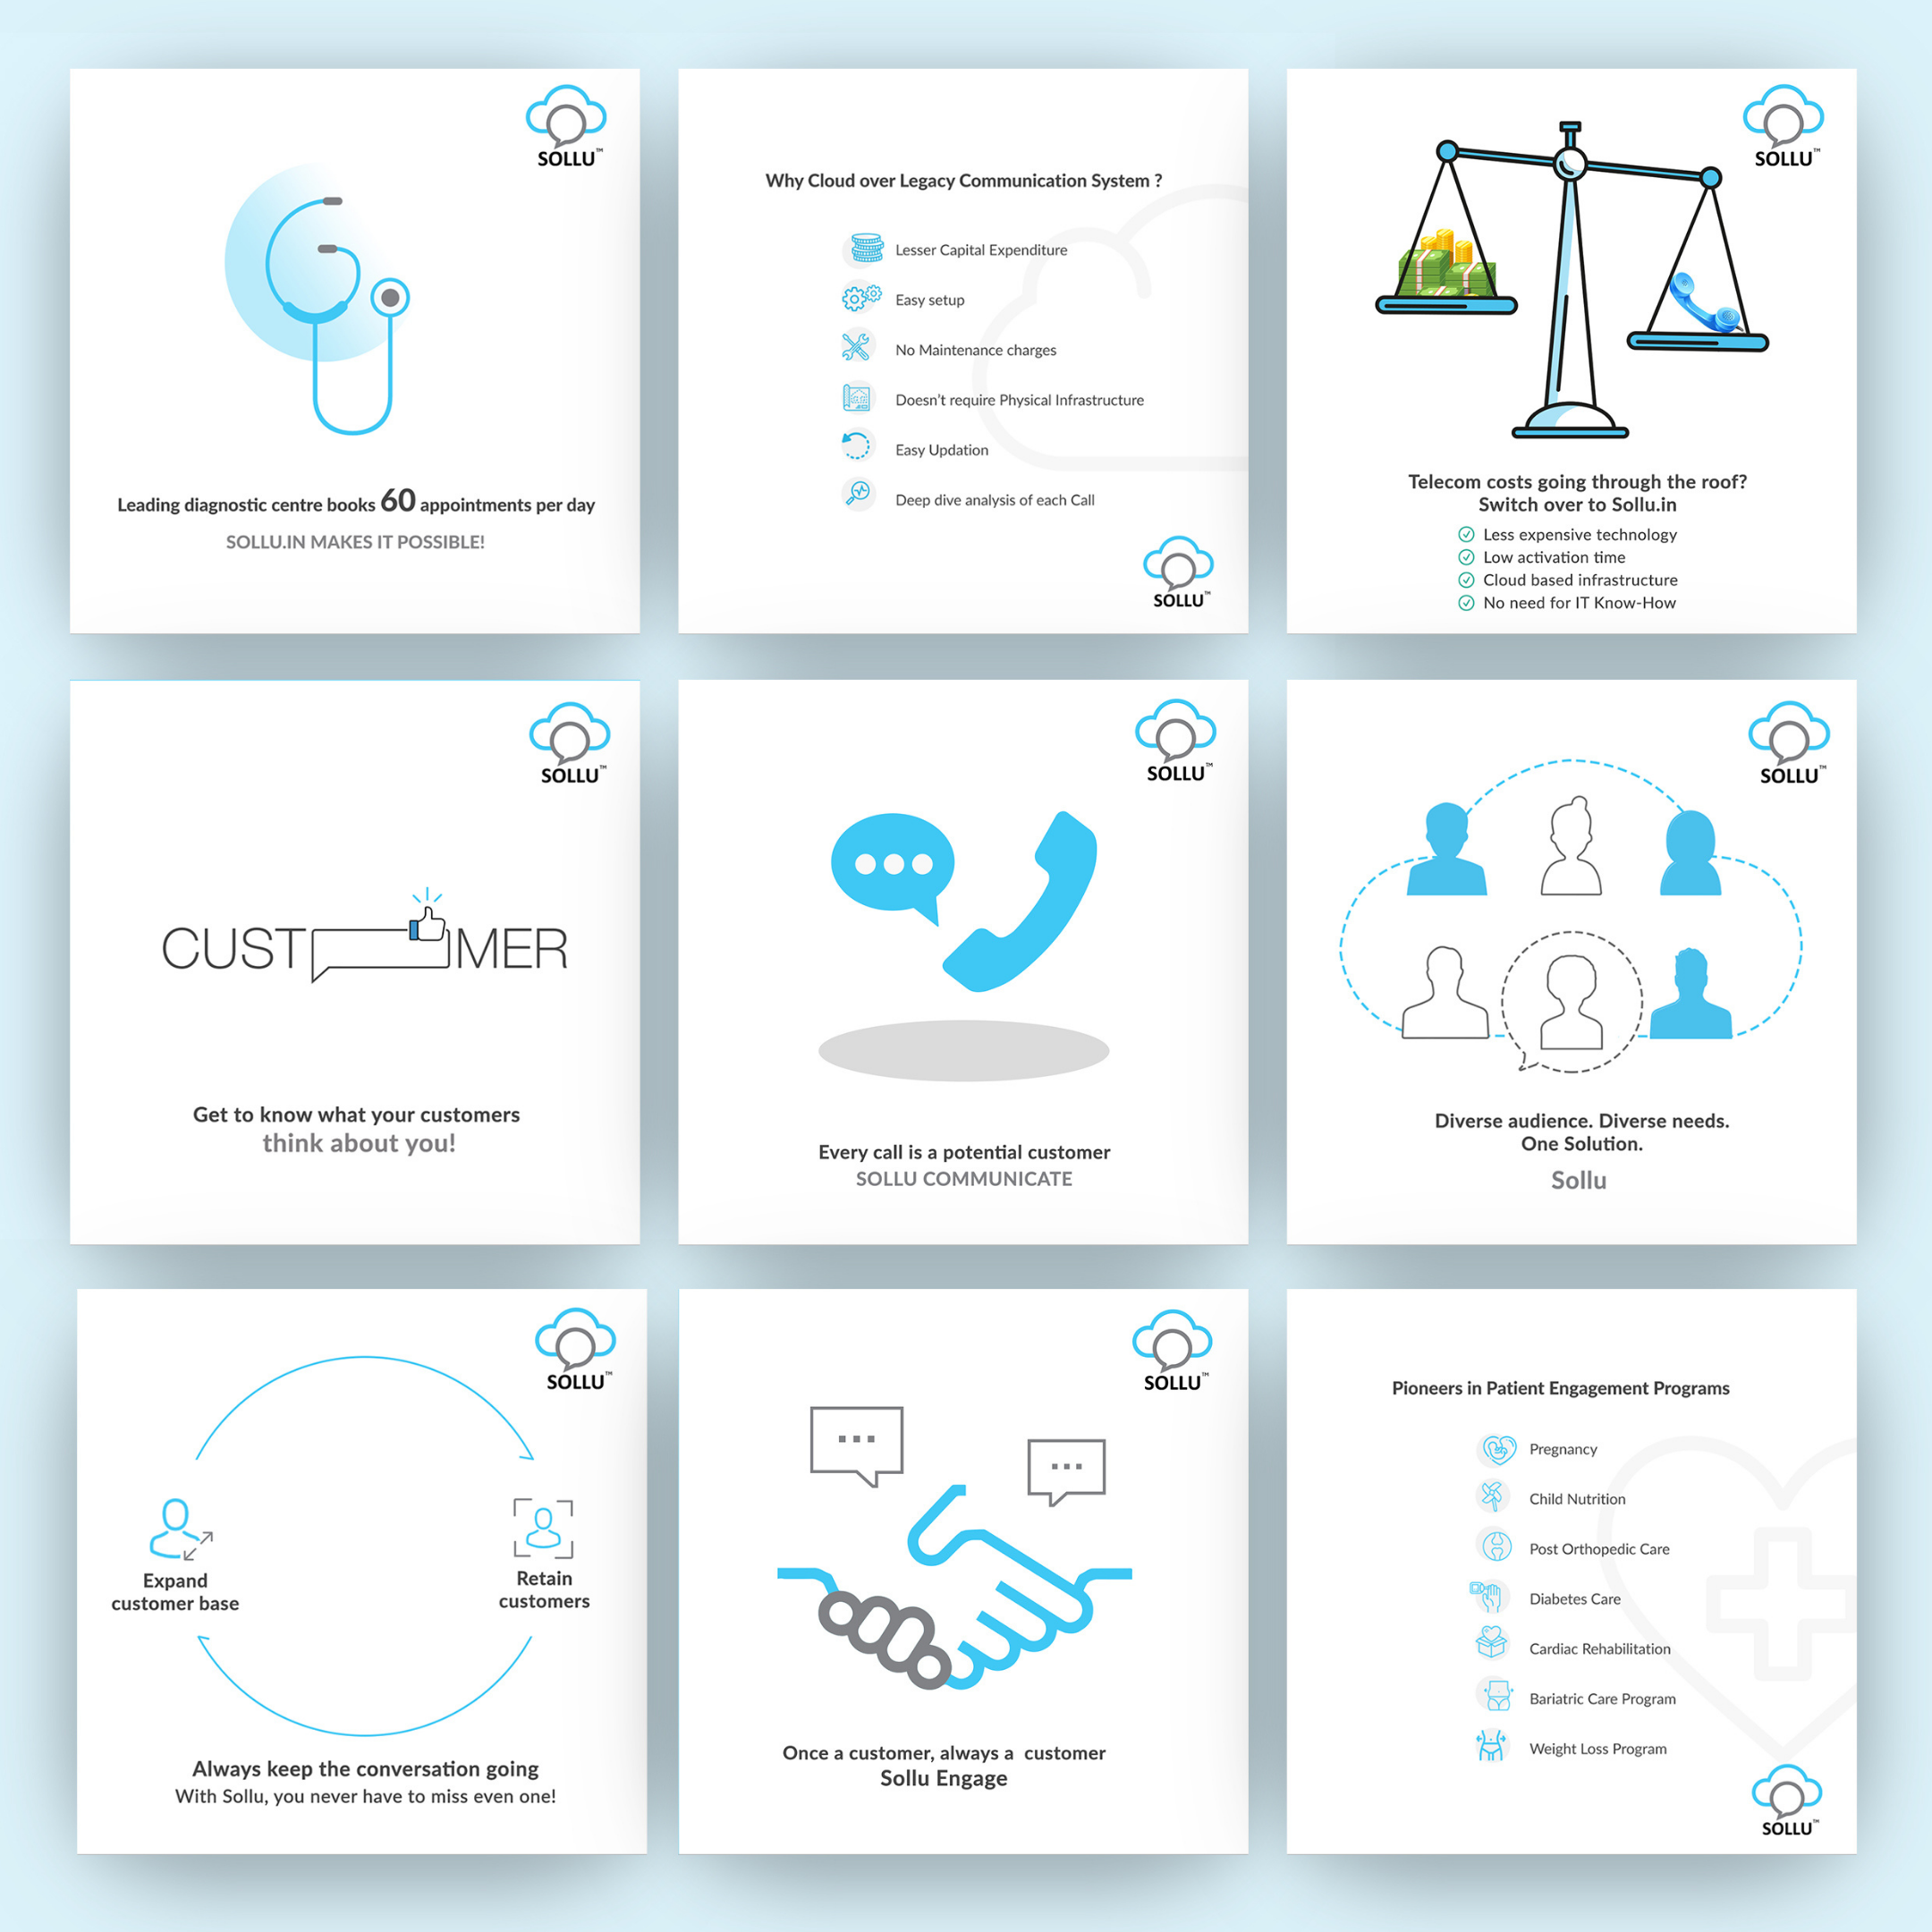 SOLLU™
Leading diagnostic centre books 60 appointments per day
SOLLU.IN MAKES IT POSSIBLE!
Why Cloud over Legacy Communication System ?
Lesser Capital Expenditure
Easy setup
No Maintenance charges
Doesn't require Physical Infrastructure
Easy Updation
Deep dive analysis of each Call
SOLLU™
SOLLU™
Telecom costs going through the roof?
Switch over to Sollu.in
Less expensive technology
Low activation time
Cloud based infrastructure
No need for IT Know-How
SOLLU™
CUST MER
Get to know what your customers
think about you!
SOLLU™
Every call is a potential customer
SOLLU COMMUNICATE
SOLLU™
Diverse audience. Diverse needs.
One Solution.
Sollu
SOLLU™
Expand
customer base
Retain
customers
Always keep the conversation going
With Sollu, you never have to miss even one!
SOLLU™
Once a customer, always a customer
Sollu Engage
Pioneers in Patient Engagement Programs
Pregnancy
Child Nutrition
Post Orthopedic Care
Diabetes Care
Cardiac Rehabilitation
Bariatric Care Program
Weight Loss Program
SOLLU™